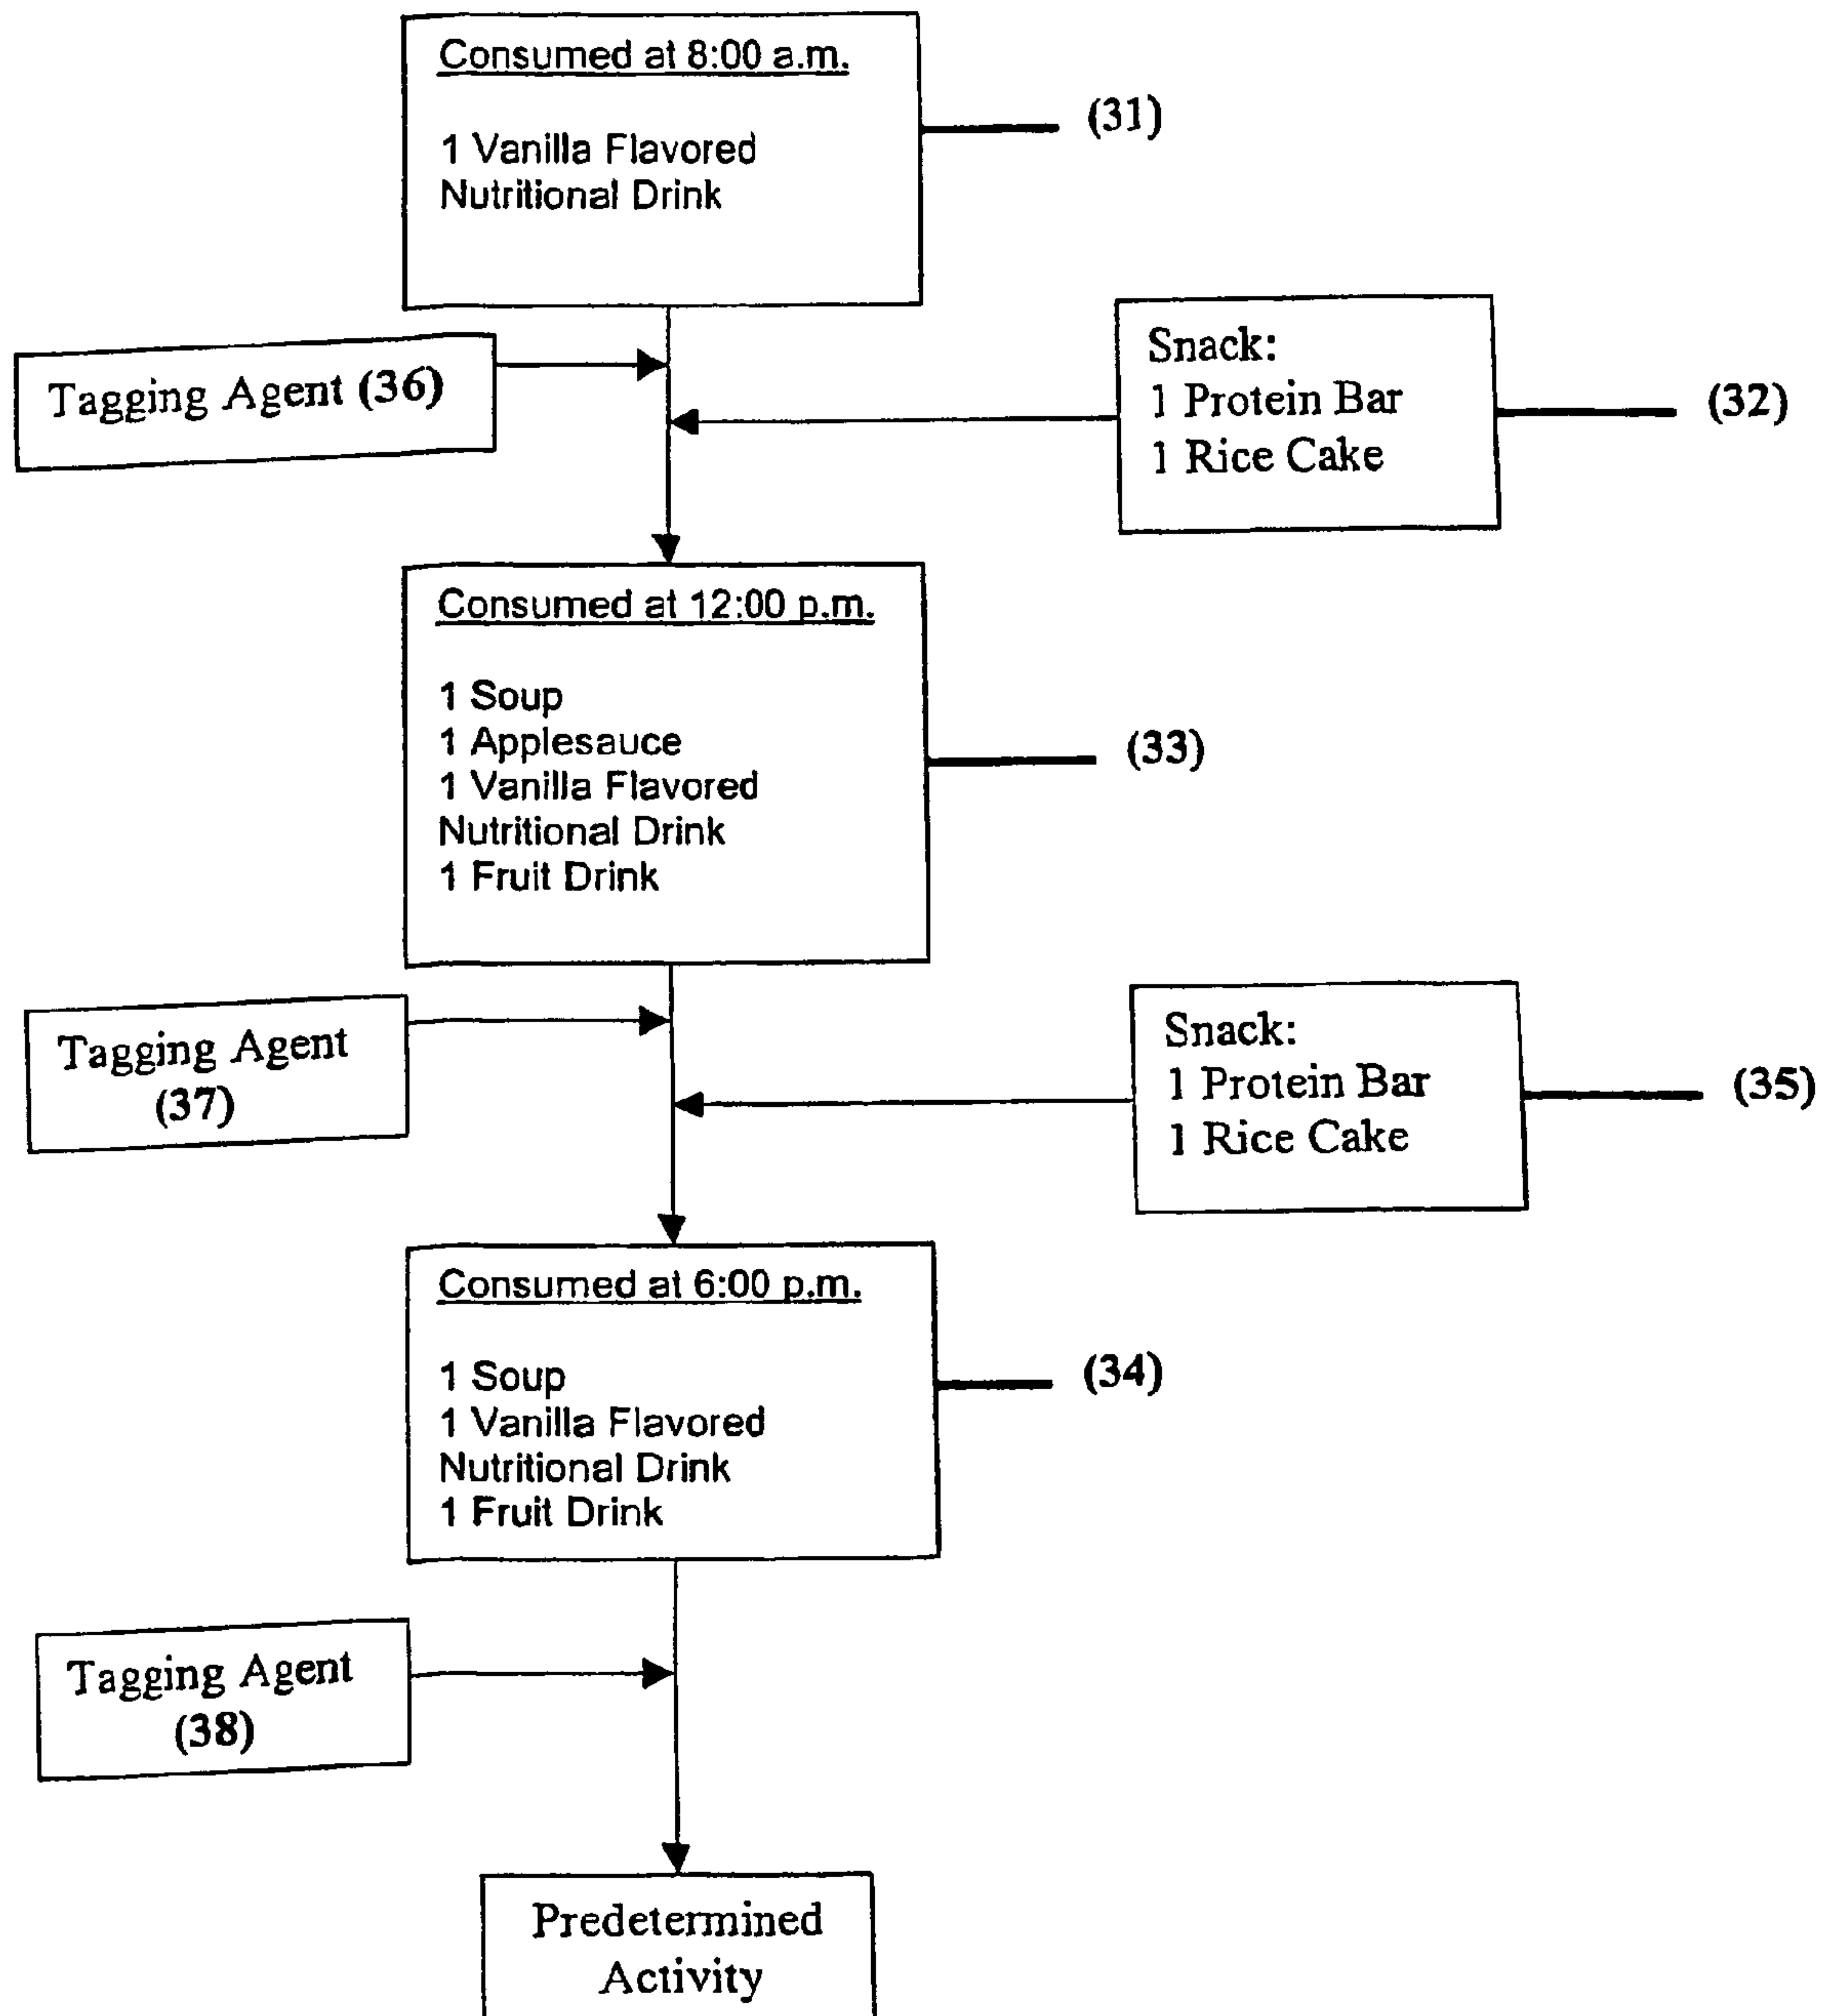 Consumed at 8:00 a.m.
1 Vanilla Flavored
Nutritional Drink
(31)
Tagging Agent (36)
Snack:
1 Protein Bar
1 Rice Cake
(32)
Consumed at 12:00 p.m.
1 Soup
1 Applesauce
1 Vanilla Flavored
Nutritional Drink
1 Fruit Drink
(33)
Tagging Agent
(37)
Snack:
1 Protein Bar
1 Rice Cake
(35)
Consumed at 6:00 p.m.
1 Soup
1 Vanilla Flavored
Nutritional Drink
1 Fruit Drink
(34)
Tagging Agent
(38)
Predetermined
Activity